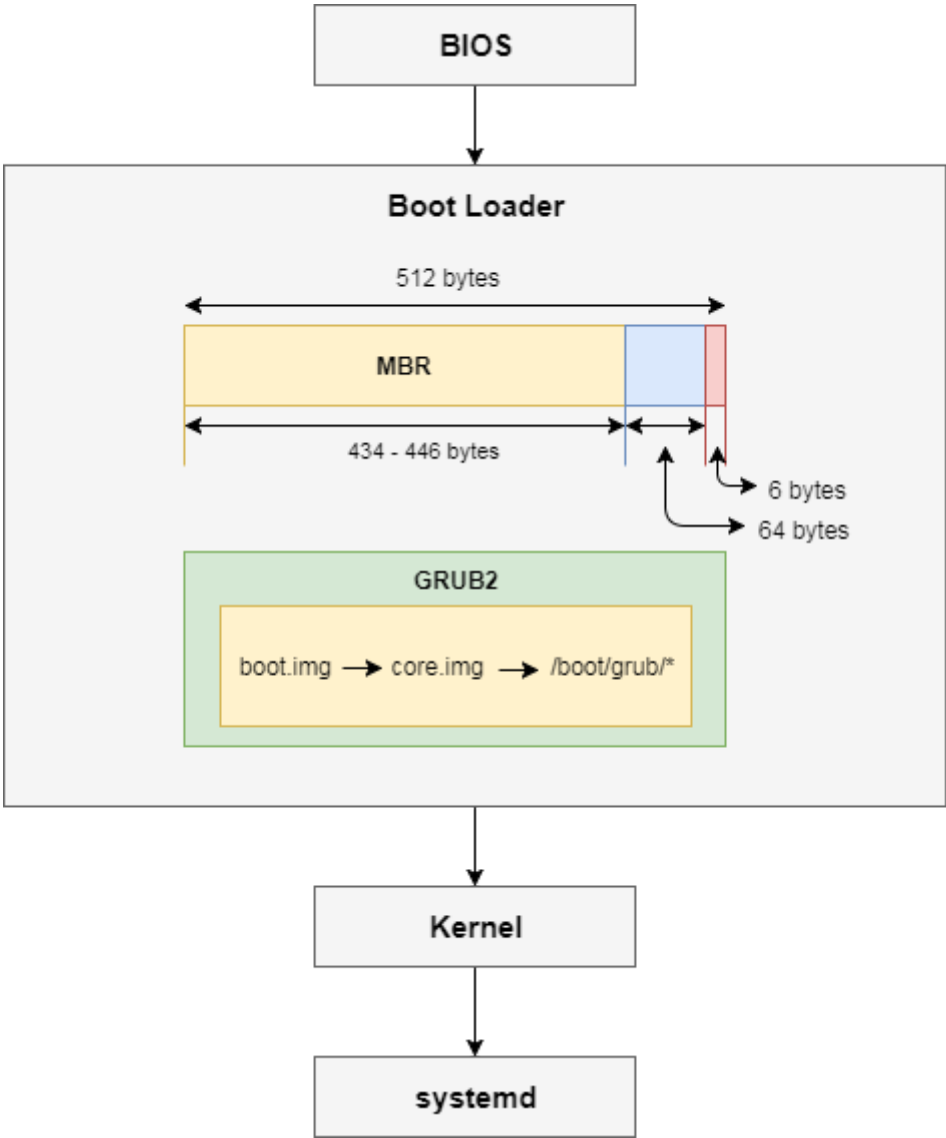 BIOS
Boot Loader
512 bytes
MBR
434 - 446 bytes
6 bytes
64 bytes
GRUB2
boot.img core.img /boot/grub/*
Kernel
systemd